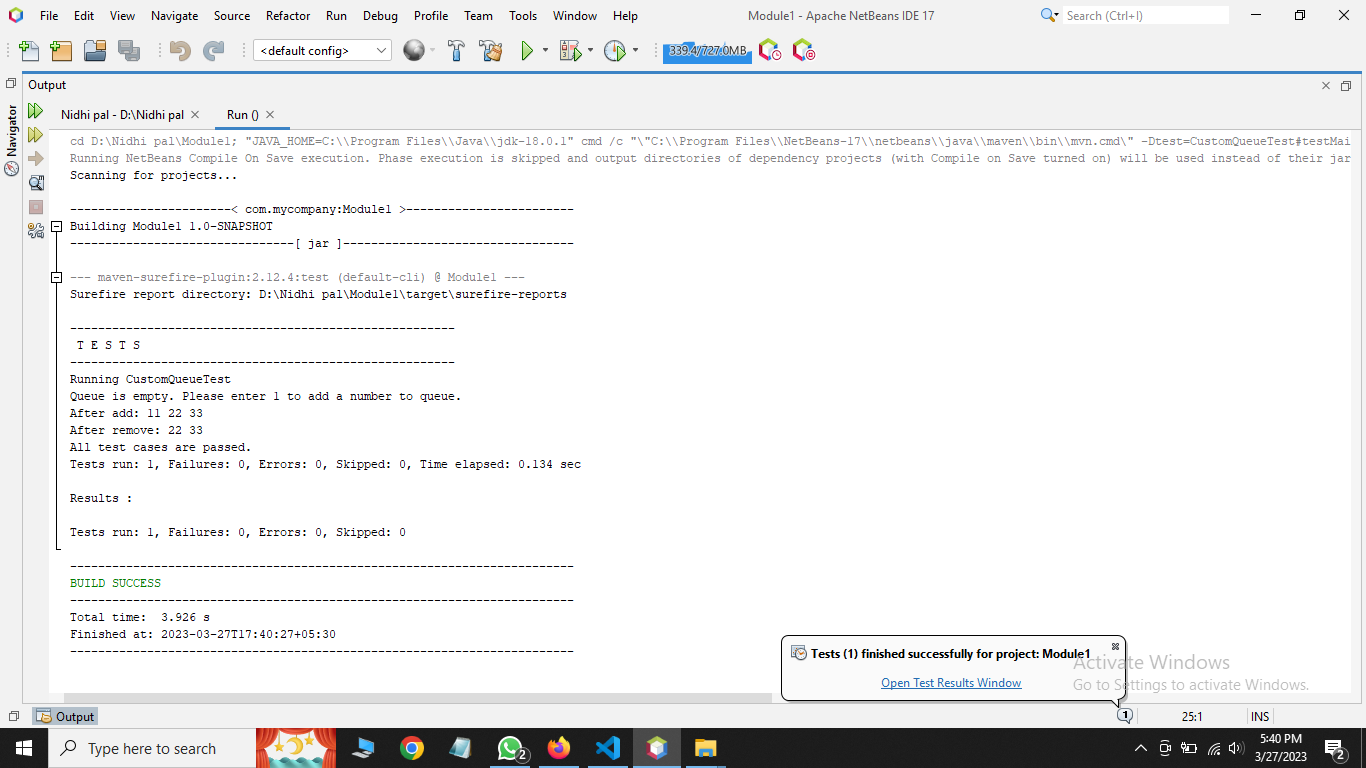 File Edit View Navigate Source Refactor Run Debug Profile Team Tools Window Help
Module1 - Apache NetBeans IDE 17
Search (Ctrl+I)
<default config>
339.4/727.0MB
Output
Navigator
Nidhi pal - D:\Nidhi pal
Run ()
cd D:\Nidhi pal\Module1; "JAVA_HOME=C:\\Program Files\\Java\\jdk-18.0.1" cmd /c "\"C:\\Program Files\\NetBeans-17\\netbeans\\java\\maven\\bin\\mvn.cmd\" -Dtest=CustomQueueTest#testMai
Running NetBeans Compile On Save execution. Phase execution is skipped and output directories of dependency projects (with Compile on Save turned on) will be used instead of their jar
Scanning for projects...
-----------------------< com.mycompany:Module1 >------------------------
Building Module1 1.0-SNAPSHOT
--------------------------------[ jar ]---------------------------------
--- maven-surefire-plugin:2.12.4:test (default-cli) @ Module1 ---
Surefire report directory: D:\Nidhi pal\Module1\target\surefire-reports
-------------------------------------------------------
T E S T S
-------------------------------------------------------
Running CustomQueueTest
Queue is empty. Please enter 1 to add a number to queue.
After add: 11 22 33
After remove: 22 33
All test cases are passed.
Tests run: 1, Failures: 0, Errors: 0, Skipped: 0, Time elapsed: 0.134 sec
Results :
Tests run: 1, Failures: 0, Errors: 0, Skipped: 0
------------------------------------------------------------------------
BUILD SUCCESS
------------------------------------------------------------------------
Total time:  3.926 s
Finished at: 2023-03-27T17:40:27+05:30
------------------------------------------------------------------------
Tests (1) finished successfully for project: Module1
Open Test Results Window
Activate Windows
Go to Settings to activate Windows.
Output
1
25:1
INS
Type here to search
2
5:40 PM
3/27/2023
2